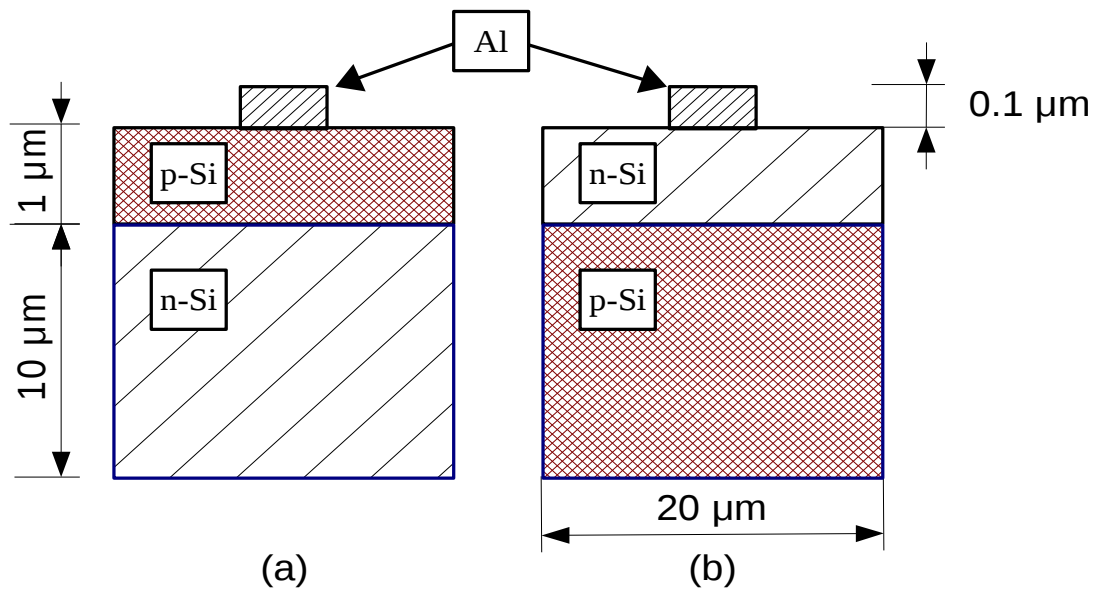 Al
0.1 μm
1 μm
p-Si
n-Si
n-Si
10 μm
p-Si
20 μm
(a)
(b)